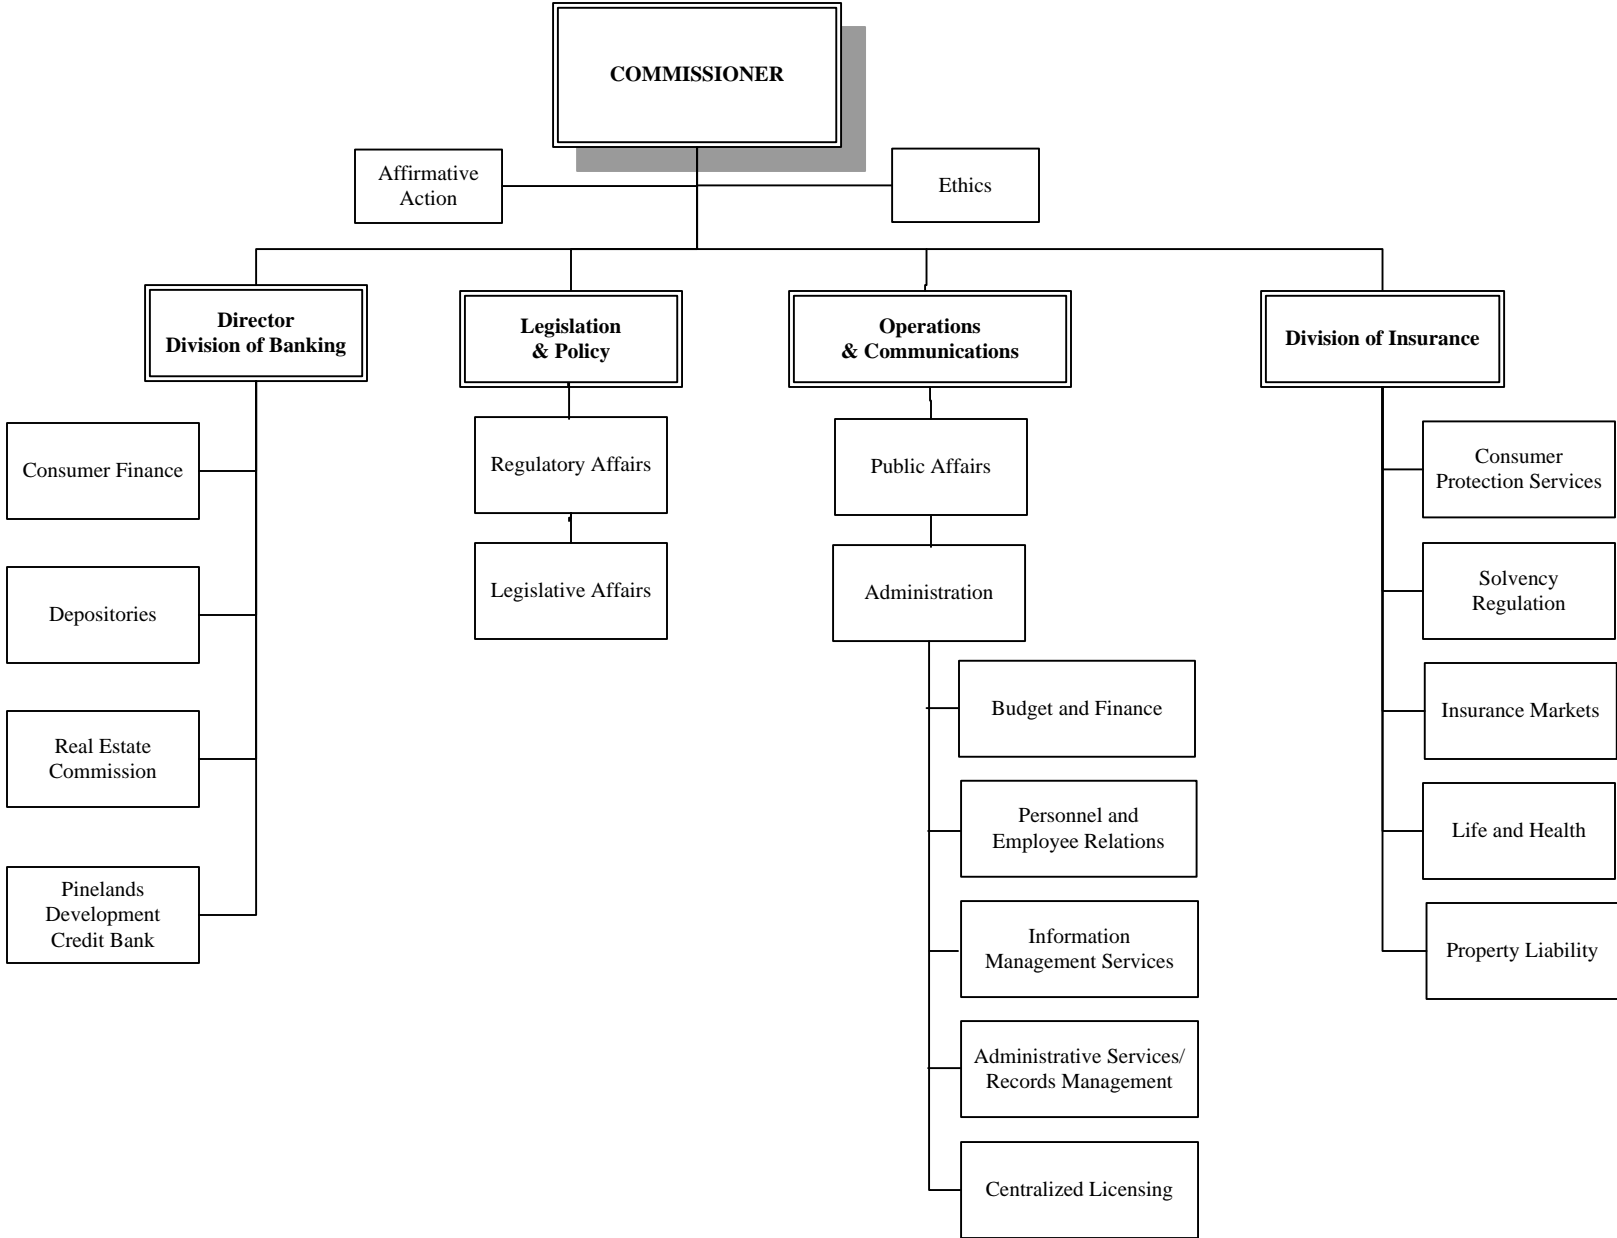 COMMISSIONER
Affirmative
Action
Ethics
Director
Division of Banking
Legislation
& Policy
Operations
& Communications
Division of Insurance
Consumer Finance
Depositories
Real Estate
Commission
Pinelands
Development
Credit Bank
Regulatory Affairs
Legislative Affairs
Public Affairs
Administration
Budget and Finance
Personnel and
Employee Relations
Information
Management Services
Administrative Services/
Records Management
Centralized Licensing
Consumer
Protection Services
Solvency
Regulation
Insurance Markets
Life and Health
Property Liability